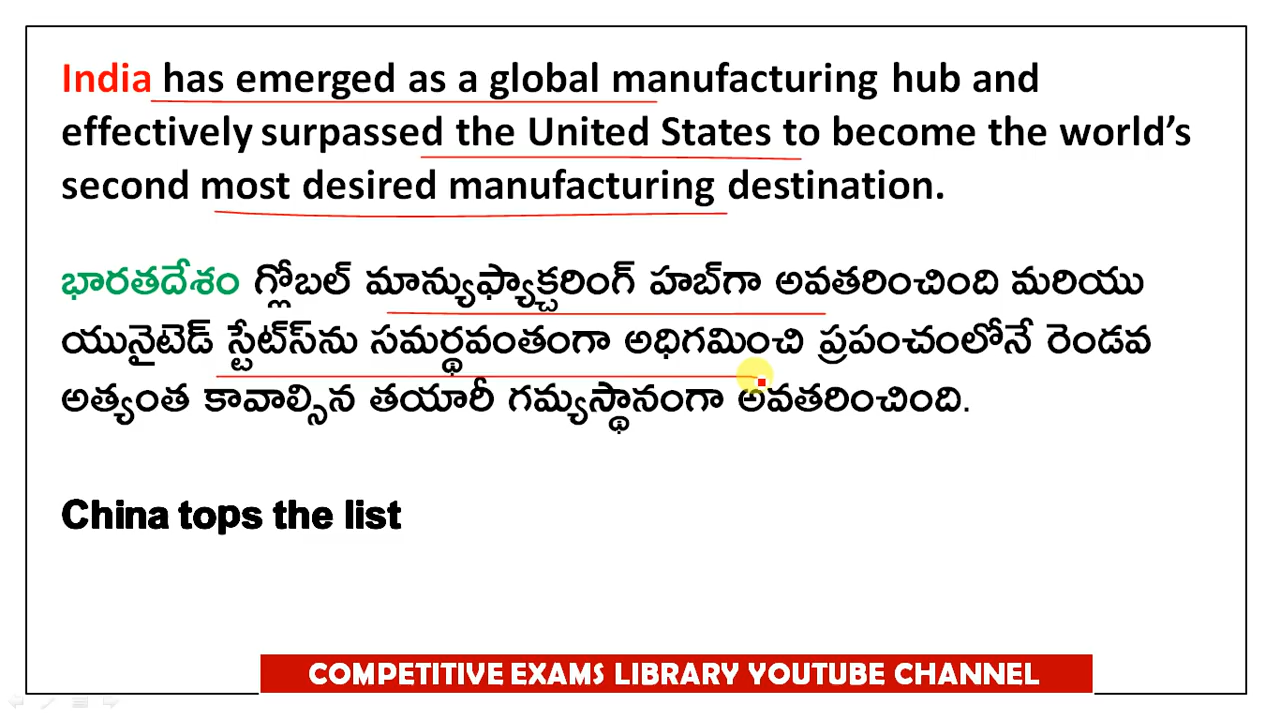 India has emerged as a global manufacturing hub and
effectively surpassed the United States to become the world’s
second most desired manufacturing destination.
భారతదేశం గ్లోబల్ మాన్యుఫ్యాక్చరింగ్ హబ్‌గా అవతరించింది మరియు
యునైటెడ్ స్టేట్స్‌ను సమర్థవంతంగా అధిగమించి ప్రపంచంలోనే రెండవ
అత్యంత కావాల్సిన తయారీ గమ్యస్థానంగా అవతరించింది.
China tops the list
COMPETITIVE EXAMS LIBRARY YOUTUBE CHANNEL